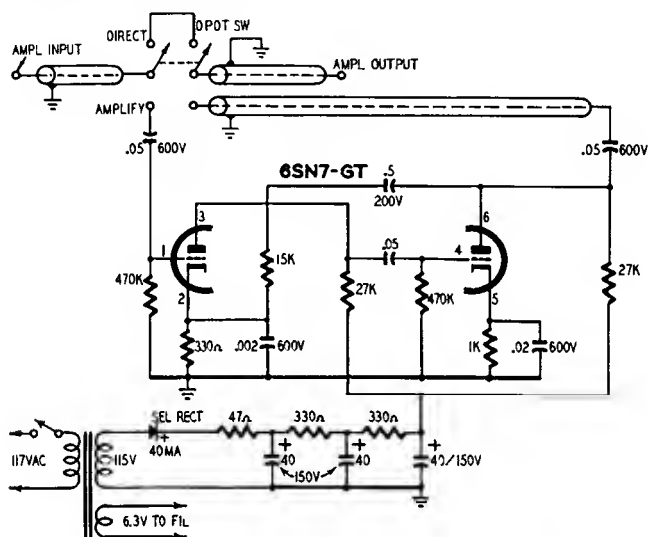 DIRECT
DPDT SW
AMPL INPUT
AMPL OUTPUT
AMPLIFY
.05 600V
.05 600V
6SN7-GT
.5
200V
3
6
1
15K
.05
4
27K
470K
2
27K
470K
5
330Ω
.002 600V
1K
.02 600V
SEL RECT
47Ω
330Ω
330Ω
117VAC
115V
+
40MA
+
40
+
40
+
40/150V
150V
6.3V TO FIL